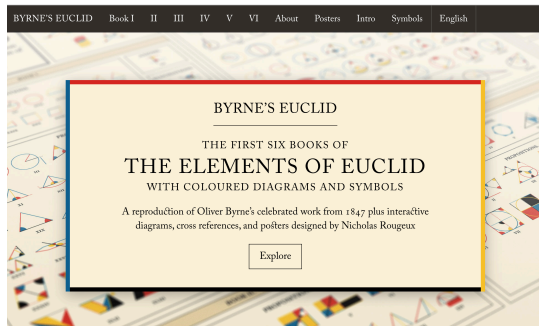 BYRNE'S EUCLID Book I II III IV V VI About Posters Intro Symbols English
BYRNE'S EUCLID
THE FIRST SIX BOOKS OF
THE ELEMENTS OF EUCLID
WITH COLOURED DIAGRAMS AND SYMBOLS
A reproduction of Oliver Byrne's celebrated work from 1847 plus interactive
diagrams, cross references, and posters designed by Nicholas Rougeux
Explore